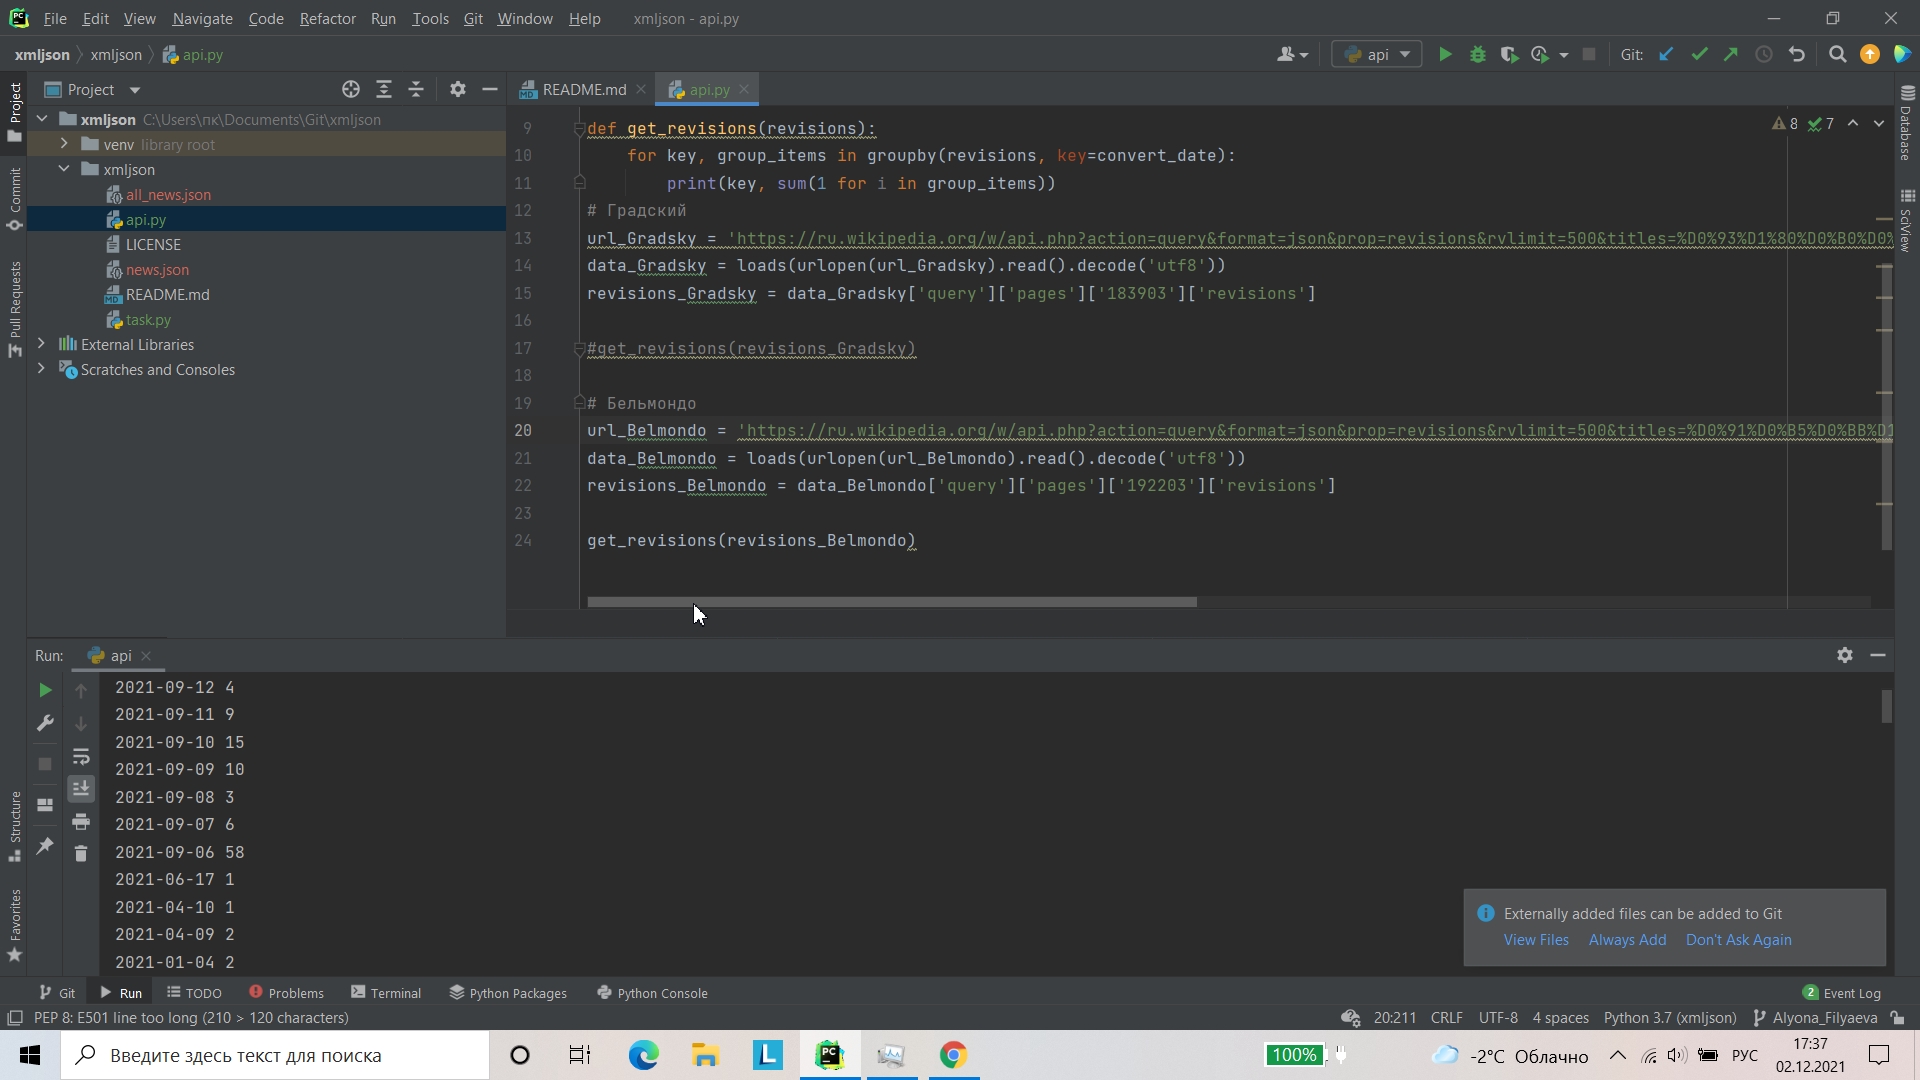 File Edit View Navigate Code Refactor Run Tools Git Window Help xmljson - api.py
xmljson xmljson api.py api Git:
Project README.md api.py
xmljson C:\Users\пк\Documents\Git\xmljson
venv library root
xmljson
all_news.json
api.py
LICENSE
news.json
README.md
task.py
External Libraries
Scratches and Consoles
Project
Commit
Pull Requests
Structure
Favorites
8 7
9 def get_revisions(revisions):
10 for key, group_items in groupby(revisions, key=convert_date):
11 print(key, sum(1 for i in group_items))
12 # Градский
13 url_Gradsky = 'https://ru.wikipedia.org/w/api.php?action=query&format=json&prop=revisions&rvlimit=500&titles=%D0%93%D1%80%D0%B0%D0%
14 data_Gradsky = loads(urlopen(url_Gradsky).read().decode('utf8'))
15 revisions_Gradsky = data_Gradsky['query']['pages']['183903']['revisions']
16
17 #get_revisions(revisions_Gradsky)
18
19 # Бельмондо
20 url_Belmondo = 'https://ru.wikipedia.org/w/api.php?action=query&format=json&prop=revisions&rvlimit=500&titles=%D0%91%D0%B5%D0%BB%D1
21 data_Belmondo = loads(urlopen(url_Belmondo).read().decode('utf8'))
22 revisions_Belmondo = data_Belmondo['query']['pages']['192203']['revisions']
23
24 get_revisions(revisions_Belmondo)
Database
SciView
Run: api
2021-09-12 4
2021-09-11 9
2021-09-10 15
2021-09-09 10
2021-09-08 3
2021-09-07 6
2021-09-06 58
2021-06-17 1
2021-04-10 1
2021-04-09 2
2021-01-04 2
Externally added files can be added to Git
View Files Always Add Don't Ask Again
Git Run TODO Problems Terminal Python Packages Python Console 2 Event Log
PEP 8: E501 line too long (210 > 120 characters) 20:211 CRLF UTF-8 4 spaces Python 3.7 (xmljson) Alyona_Filyaeva
Введите здесь текст для поиска L PC 100% -2°C Облачно РУС 17:37
02.12.2021